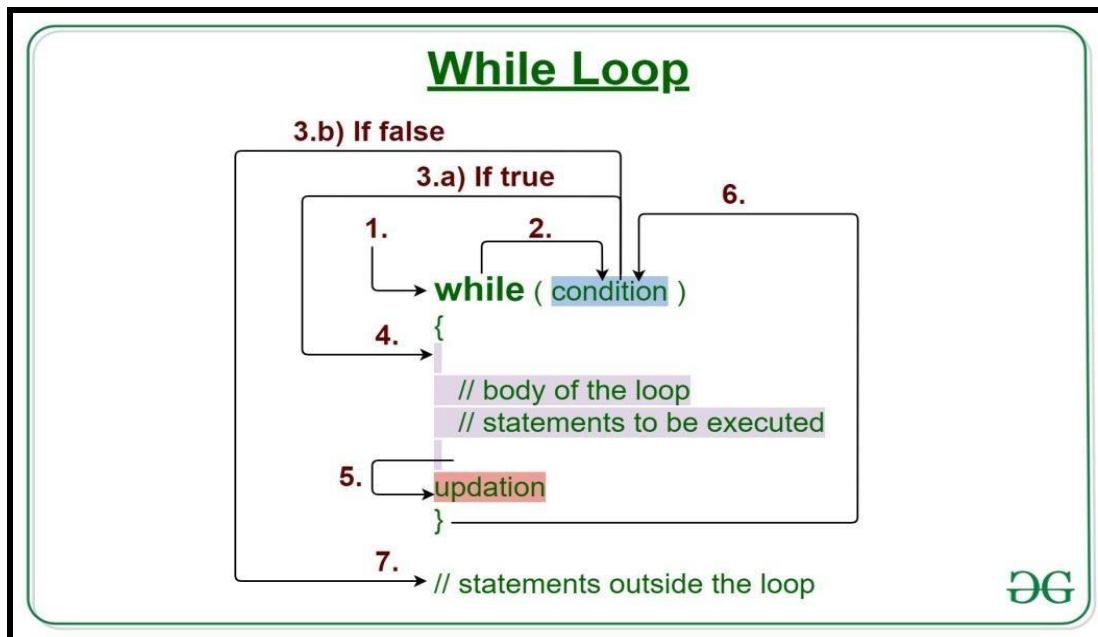 While Loop
3.b) If false
3.a) If true
6.
1.
2.
while ( condition )
{
4.
// body of the loop
// statements to be executed
5.
updation
}
7.
// statements outside the loop